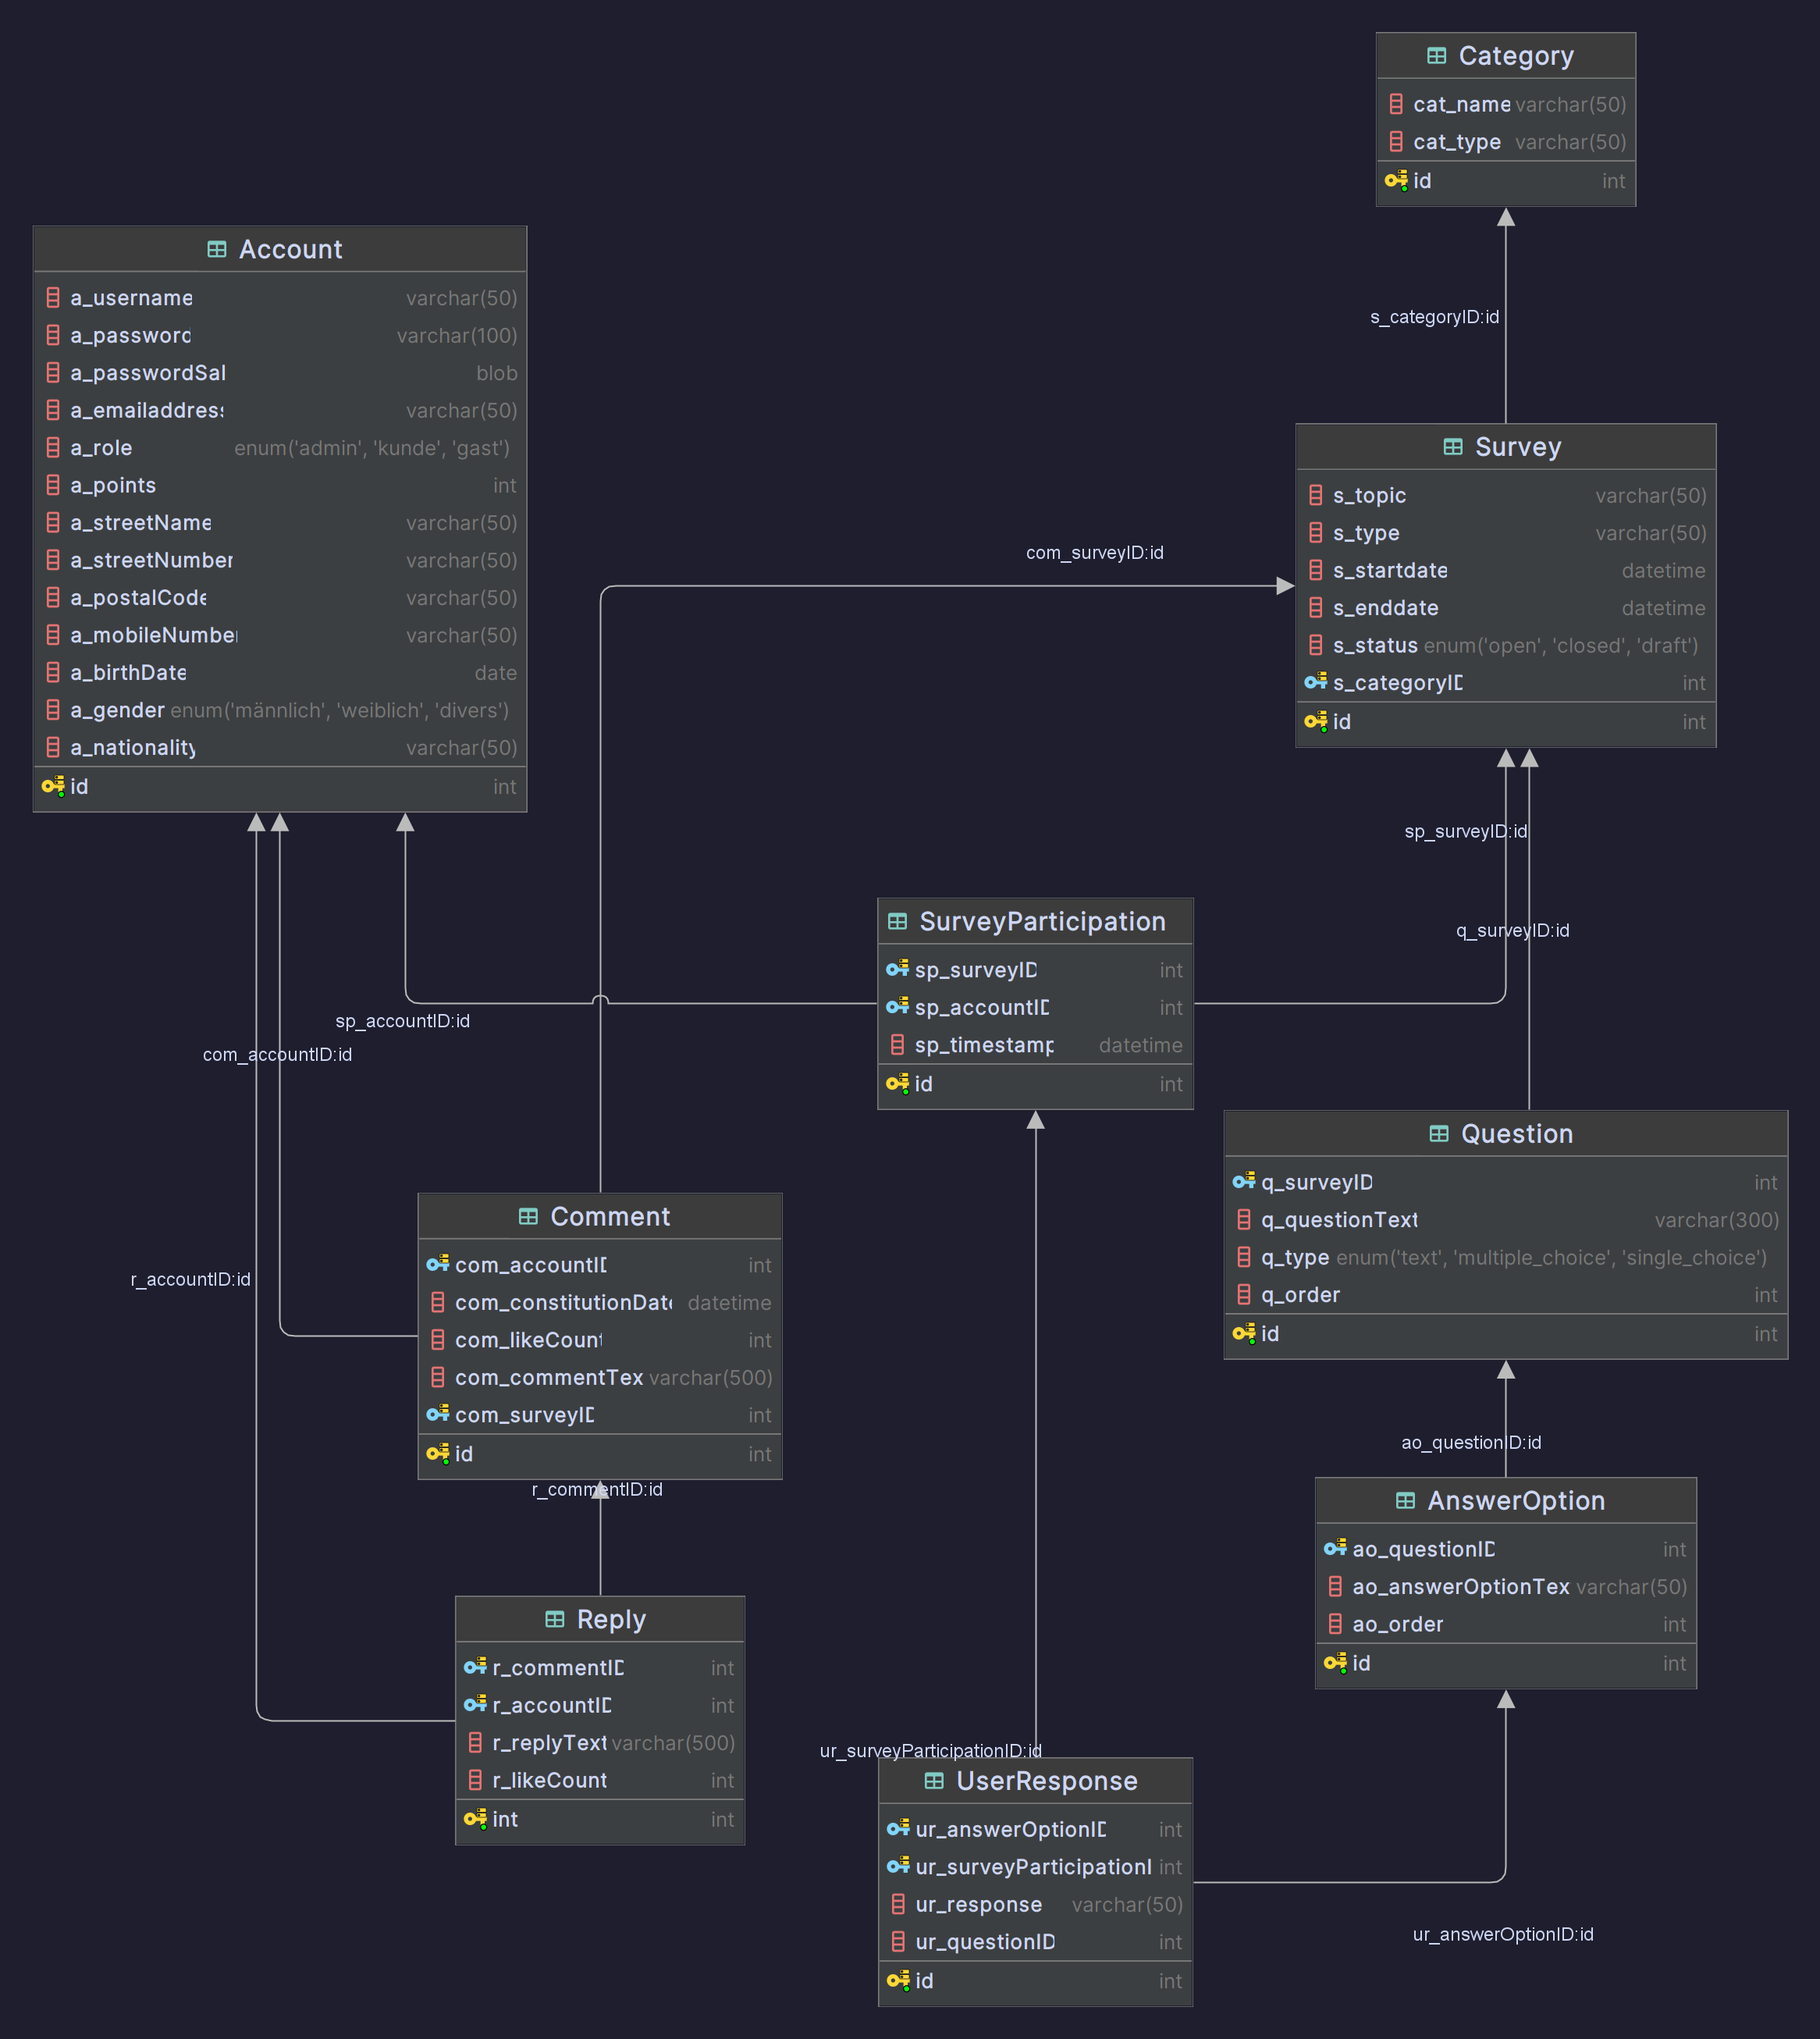 Category
cat_name varchar(50)
cat_type varchar(50)
id int
s_categoryID:id
Account
a_username varchar(50)
a_password varchar(100)
a_passwordSal blob
a_emailaddress varchar(50)
a_role enum('admin', 'kunde', 'gast')
a_points int
a_streetName varchar(50)
a_streetNumber varchar(50)
a_postalCode varchar(50)
a_mobileNumber varchar(50)
a_birthDate date
a_gender enum('männlich', 'weiblich', 'divers')
a_nationality varchar(50)
id int
Survey
s_topic varchar(50)
s_type varchar(50)
s_startdate datetime
s_enddate datetime
s_status enum('open', 'closed', 'draft')
s_categoryID int
id int
com_surveyID:id
sp_surveyID:id
q_surveyID:id
SurveyParticipation
sp_surveyID int
sp_accountID int
sp_timestamp datetime
id int
sp_accountID:id
com_accountID:id
r_accountID:id
Question
q_surveyID int
q_questionText varchar(300)
q_type enum('text', 'multiple_choice', 'single_choice')
q_order int
id int
Comment
com_accountID int
com_constitutionDate datetime
com_likeCount int
com_commentTex varchar(500)
com_surveyID int
id int
r_commentID:id
ao_questionID:id
AnswerOption
ao_questionID int
ao_answerOptionTex varchar(50)
ao_order int
id int
Reply
r_commentID int
r_accountID int
r_replyText varchar(500)
r_likeCount int
int int
ur_surveyParticipationID:id
UserResponse
ur_answerOptionID int
ur_surveyParticipationI int
ur_response varchar(50)
ur_questionID int
id int
ur_answerOptionID:id